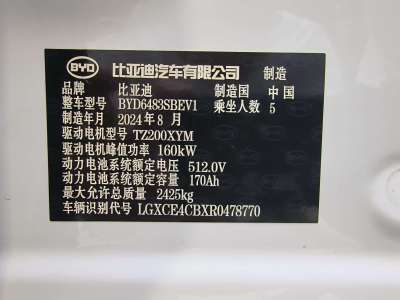 BYD 比亚迪汽车有限公司 制造
品牌 比亚迪 制造国 中国
整车型号 BYD6483SBEV1 乘坐人数 5
制造年月 2024年8月
驱动电机型号 TZ200XYM
驱动电机峰值功率 160kW
动力电池系统额定电压 512.0V
动力电池系统额定容量 170Ah
最大允许总质量 2425kg
车辆识别代号 LGXCE4CBXR0478770